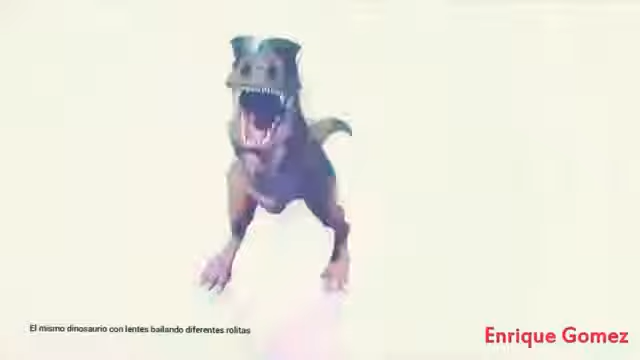 El mismo dinosaurio con lentes bailando diferentes rolitas
Enrique Gomez